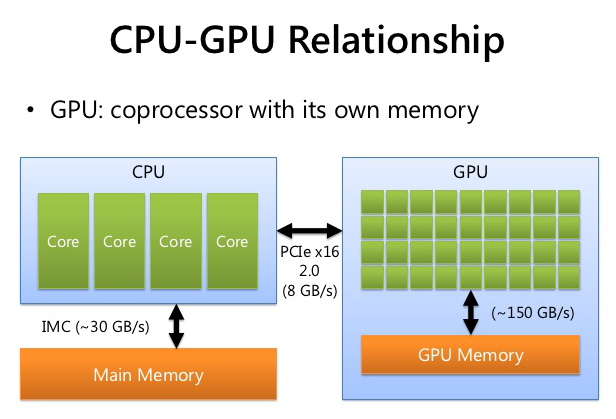 CPU-GPU Relationship
• GPU: coprocessor with its own memory
CPU
Core Core Core Core
IMC (~30 GB/s)
Main Memory
PCIe x16
2.0
(8 GB/s)
GPU
(~150 GB/s)
GPU Memory